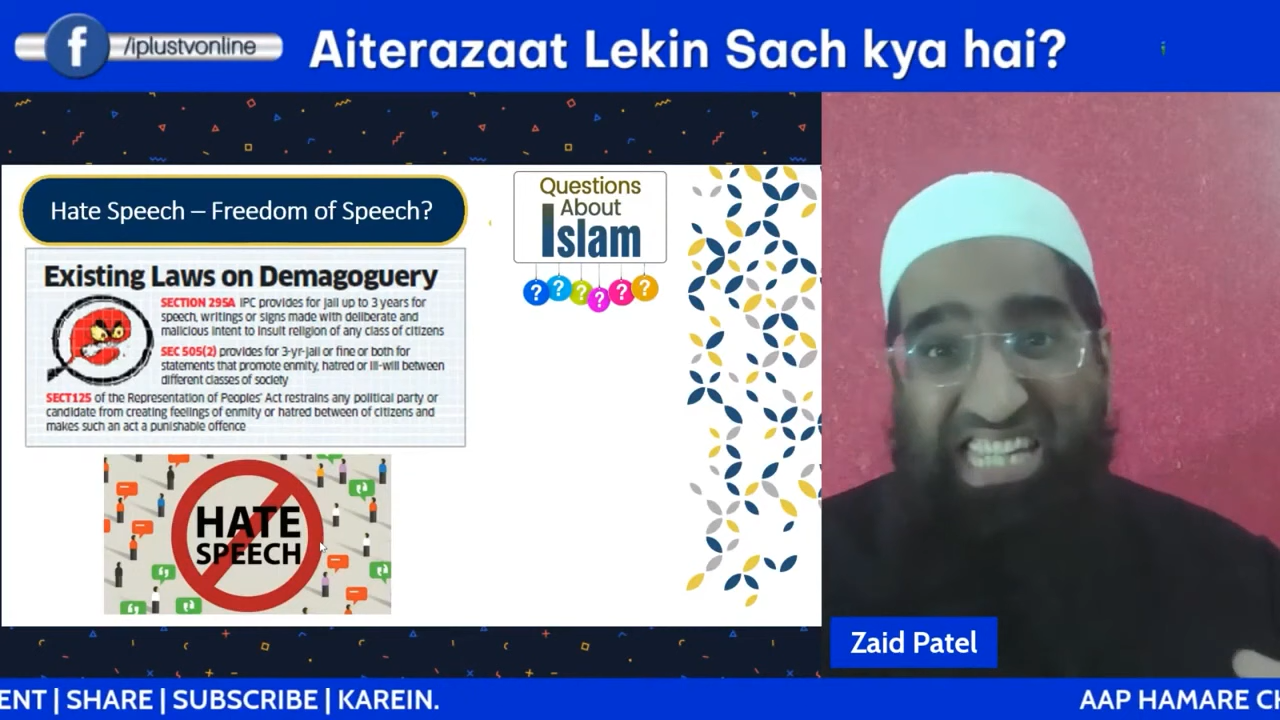 f /iplustvonline
Aiterazaat Lekin Sach kya hai?
Hate Speech – Freedom of Speech?
Existing Laws on Demagoguery
SECTION 295A IPC provides for jail up to 3 years for
speech, writings or signs made with deliberate and
malicious intent to insult religion of any class of citizens
SEC 505(2) provides for 3-yr-jail or fine or both for
statements that promote enmity, hatred or ill-will between
different classes of society
SECT125 of the Representation of Peoples' Act restrains any political party or
candidate from creating feelings of enmity or hatred between of citizens and
makes such an act a punishable offence
HATE
SPEECH
Questions
About
Islam
? ? ? ? ? ?
Zaid Patel
ENT | SHARE | SUBSCRIBE | KAREIN.
AAP HAMARE CH